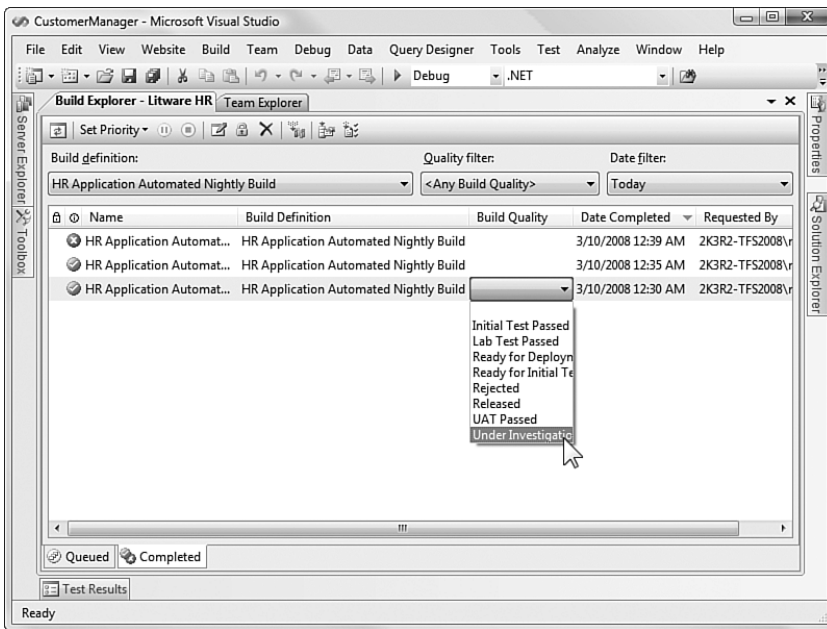 CustomerManager - Microsoft Visual Studio
File Edit View Website Build Team Debug Data Query Designer Tools Test Analyze Window Help
Debug .NET
Build Explorer - Litware HR Team Explorer
Server Explorer
Toolbox
Properties
Solution Explorer
Set Priority
Build definition: Quality filter: Date filter:
HR Application Automated Nightly Build <Any Build Quality> Today
Name Build Definition Build Quality Date Completed Requested By
HR Application Automat... HR Application Automated Nightly Build 3/10/2008 12:39 AM 2K3R2-TFS2008\r
HR Application Automat... HR Application Automated Nightly Build 3/10/2008 12:35 AM 2K3R2-TFS2008\r
HR Application Automat... HR Application Automated Nightly Build 3/10/2008 12:30 AM 2K3R2-TFS2008\r
Initial Test Passed
Lab Test Passed
Ready for Deployn
Ready for Initial Te
Rejected
Released
UAT Passed
Under Investigatio
Queued Completed
Test Results
Ready